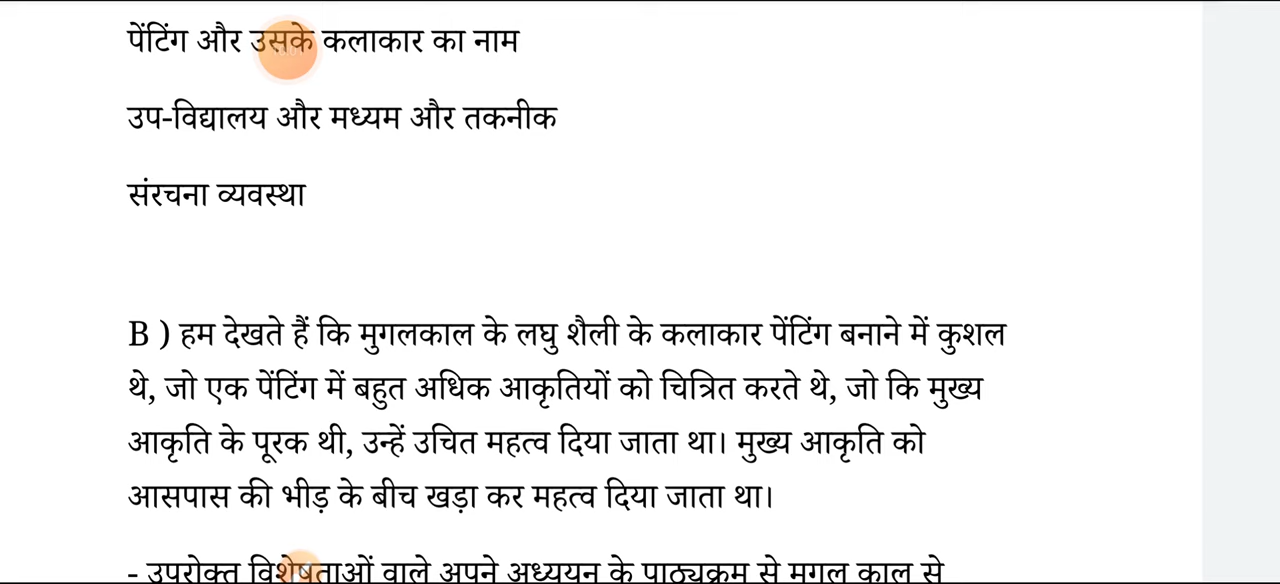 पेंटिंग और उसके कलाकार का नाम
उप-विद्यालय और मध्यम और तकनीक
संरचना व्यवस्था
B ) हम देखते हैं कि मुगलकाल के लघु शैली के कलाकार पेंटिंग बनाने में कुशल
थे, जो एक पेंटिंग में बहुत अधिक आकृतियों को चित्रित करते थे, जो कि मुख्य
आकृति के पूरक थी, उन्हें उचित महत्व दिया जाता था। मुख्य आकृति को
आसपास की भीड़ के बीच खड़ा कर महत्व दिया जाता था।
- उपरोक्त विशेषताओं वाले अपने अध्ययन के पाठ्यक्रम से मुगल काल से